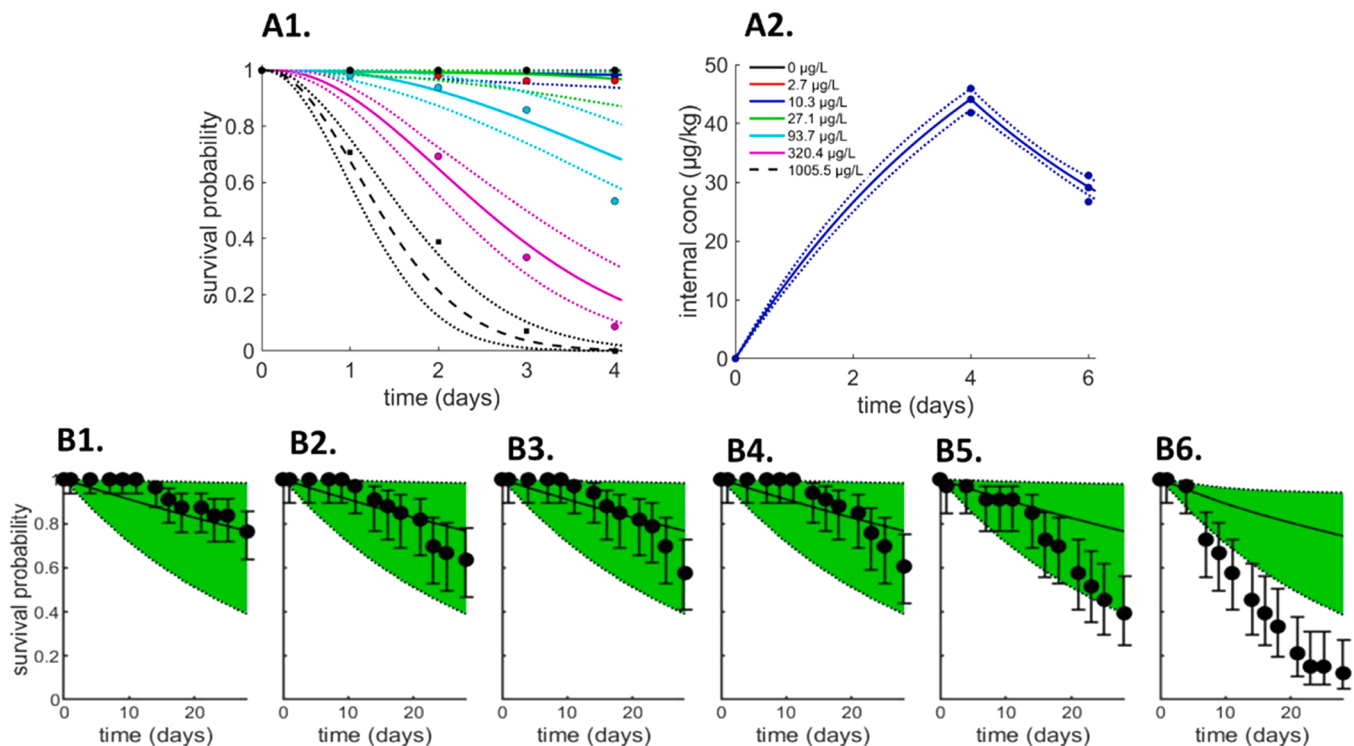 A1.
A2.
survival probability
1
0.8
0.6
0.4
0.2
0
0 1 2 3 4
time (days)
internal conc (µg/kg)
50
40
30
20
10
0
0 2 4 6
time (days)
0 µg/L
2.7 µg/L
10.3 µg/L
27.1 µg/L
93.7 µg/L
320.4 µg/L
1005.5 µg/L
B1. B2. B3. B4. B5. B6.
survival probability
0.8
0.6
0.4
0.2
0
0 10 20
0 10 20
0 10 20
0 10 20
0 10 20
0 10 20
time (days) time (days) time (days) time (days) time (days) time (days)